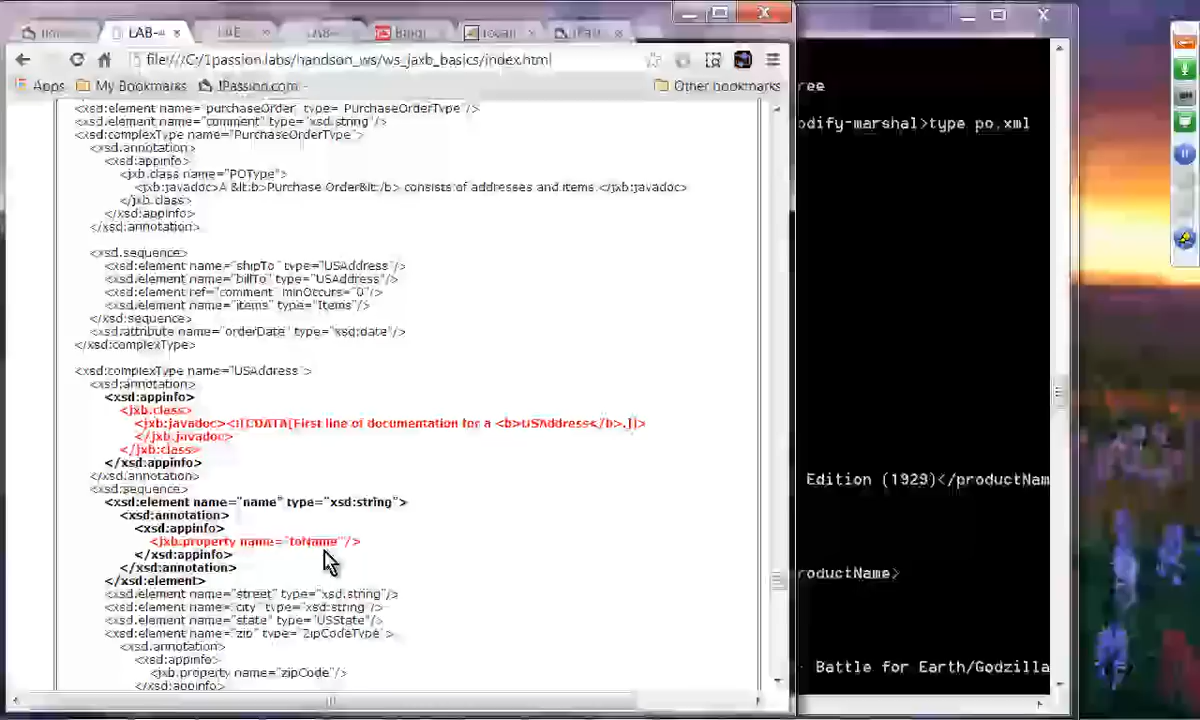 LAB-
file:///C:/1passion.labs/handson_ws/ws_jaxb_basics/index.html
Apps
My Bookmarks
JPassion.com
Other bookmarks
<xsd:element name="purchaseOrder" type="PurchaseOrderType"/>
<xsd:element name="comment" type="xsd:string"/>
<xsd:complexType name="PurchaseOrderType">
<xsd:annotation>
<xsd:appinfo>
<jxb:class name="POType">
<jxb:javadoc>A &lt;b>Purchase Order&lt;/b> consists of addresses and items.</jxb:javadoc>
</jxb:class>
</xsd:appinfo>
</xsd:annotation>
<xsd:sequence>
<xsd:element name="shipTo" type="USAddress"/>
<xsd:element name="billTo" type="USAddress"/>
<xsd:element ref="comment" minOccurs="0"/>
<xsd:element name="items" type="Items"/>
</xsd:sequence>
<xsd:attribute name="orderDate" type="xsd:date"/>
</xsd:complexType>
<xsd:complexType name="USAddress">
<xsd:annotation>
<xsd:appinfo>
<jxb:class>
<jxb:javadoc><![CDATA[First line of documentation for a <b>USAddress</b>.]]>
</jxb:javadoc>
</jxb:class>
</xsd:appinfo>
</xsd:annotation>
<xsd:sequence>
<xsd:element name="name" type="xsd:string">
<xsd:annotation>
<xsd:appinfo>
<jxb:property name="toName"/>
</xsd:appinfo>
</xsd:annotation>
</xsd:element>
<xsd:element name="street" type="xsd:string"/>
<xsd:element name="city" type="xsd:string"/>
<xsd:element name="state" type="USState"/>
<xsd:element name="zip" type="ZipCodeType">
<xsd:annotation>
<xsd:appinfo>
<jxb:property name="zipCode"/>
</xsd:appinfo>
ree
odify-marshal>type po.xml
Edition (1929)</productNam
roductName>
- Battle for Earth/Godzilla